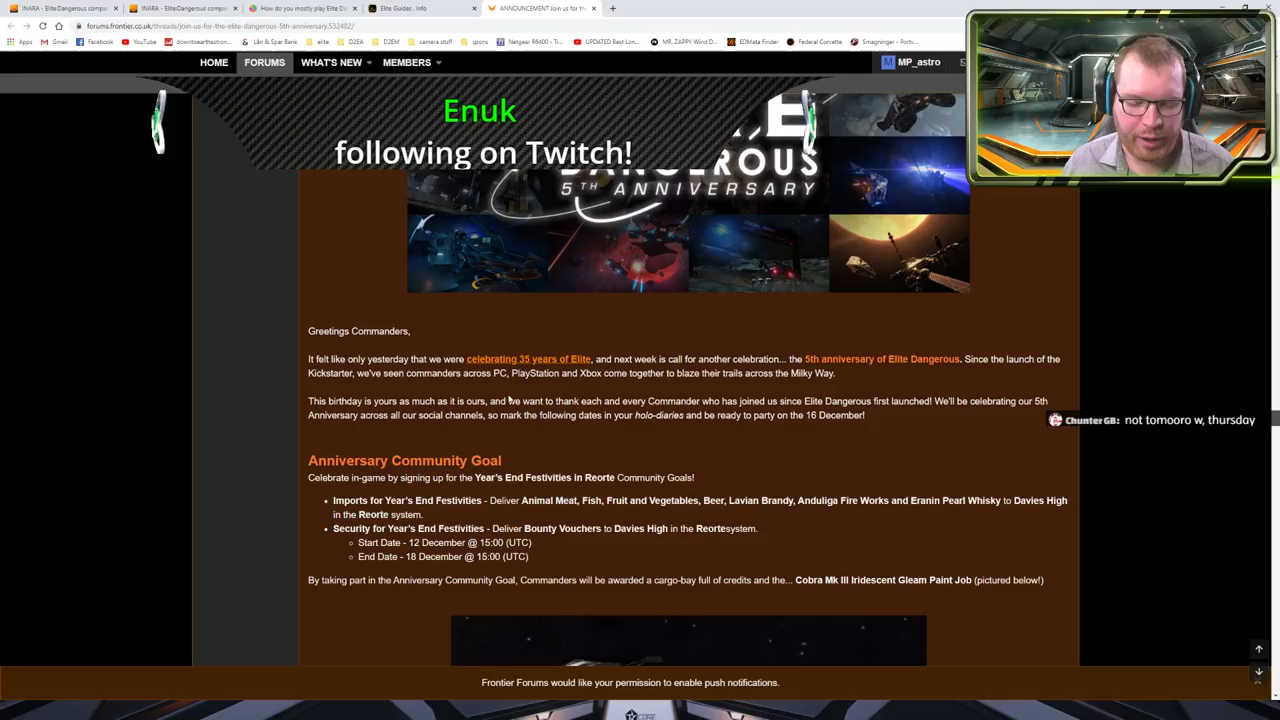 INARA - Elite:Dangerous compan
INARA - Elite:Dangerous compan
How do you mostly play Elite Da
Elite Guides . info
ANNOUNCEMENT Join us for th
forums.frontier.co.uk/threads/join-us-for-the-elite-dangerous-5th-anniversary.532482/
Apps Gmail Facebook YouTube downtoearthastron Lån & Spar Bank elite D2EA D2EM camera stuff spons Netgear R6400 - Tr... UPDATED Best Lon... MR. ZAPPY Wind D... EDMata Finder Federal Corvette Smagninger - Portv...
HOME FORUMS WHAT'S NEW MEMBERS MP_astro
Enuk
following on Twitch!
DANGEROUS
5TH ANNIVERSARY
Greetings Commanders,
It felt like only yesterday that we were celebrating 35 years of Elite, and next week is call for another celebration... the 5th anniversary of Elite Dangerous. Since the launch of the
Kickstarter, we've seen commanders across PC, PlayStation and Xbox come together to blaze their trails across the Milky Way.
This birthday is yours as much as it is ours, and we want to thank each and every Commander who has joined us since Elite Dangerous first launched! We'll be celebrating our 5th
Anniversary across all our social channels, so mark the following dates in your holo-diaries and be ready to party on the 16 December!
ChunterGB: not tomooro w, thursday
Anniversary Community Goal
Celebrate in-game by signing up for the Year's End Festivities in Reorte Community Goals!
Imports for Year's End Festivities - Deliver Animal Meat, Fish, Fruit and Vegetables, Beer, Lavian Brandy, Anduliga Fire Works and Eranin Pearl Whisky to Davies High
in the Reorte system.
Security for Year's End Festivities - Deliver Bounty Vouchers to Davies High in the Reortesystem.
Start Date - 12 December @ 15:00 (UTC)
End Date - 18 December @ 15:00 (UTC)
By taking part in the Anniversary Community Goal, Commanders will be awarded a cargo-bay full of credits and the... Cobra Mk III Iridescent Gleam Paint Job (pictured below!)
Frontier Forums would like your permission to enable push notifications.
CORE